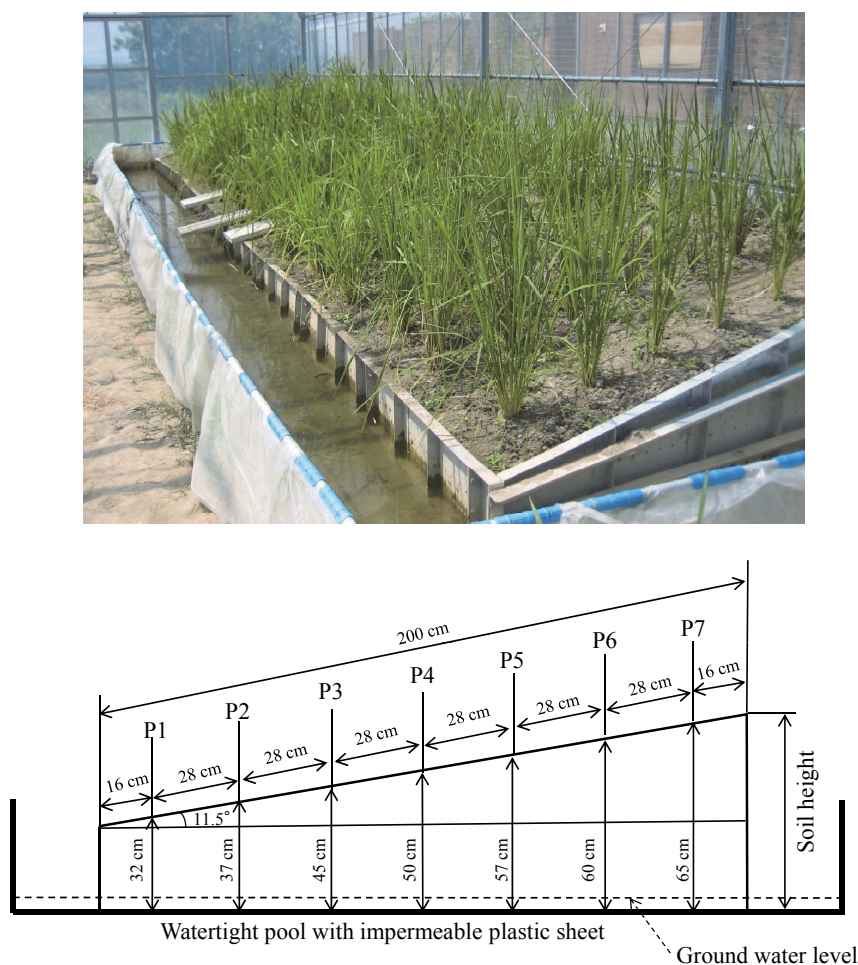 200 cm
P1
P2
P3
P4
P5
P6
P7
16 cm
28 cm
28 cm
28 cm
28 cm
28 cm
28 cm
16 cm
11.5°
32 cm
37 cm
45 cm
50 cm
57 cm
60 cm
65 cm
Soil height
Watertight pool with impermeable plastic sheet
Ground water level